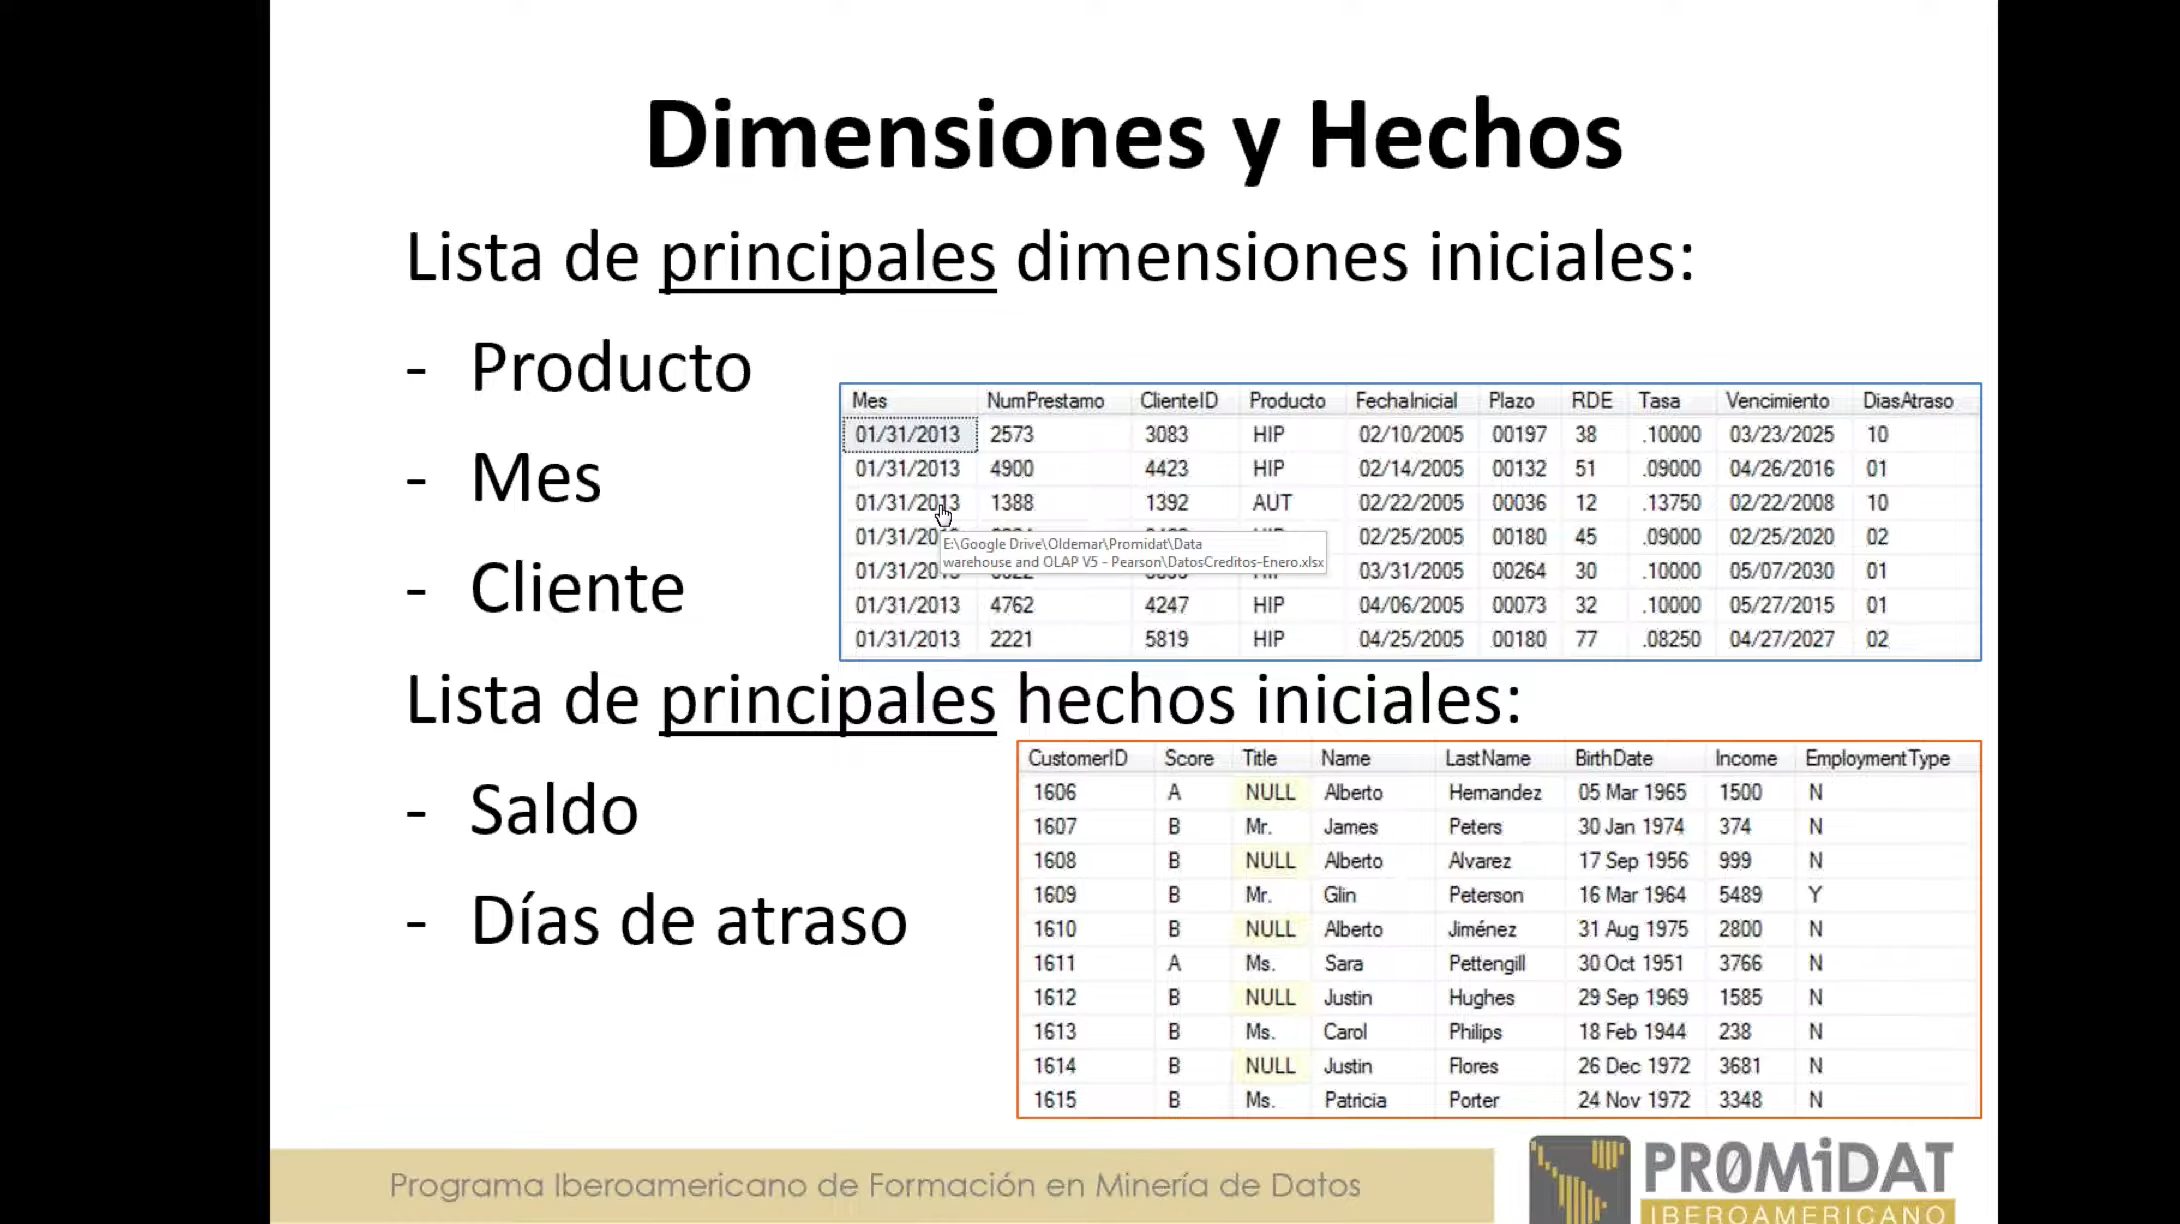 Dimensiones y Hechos
Lista de principales dimensiones iniciales:
- Producto
- Mes
- Cliente
Mes NumPrestamo ClienteID Producto FechaInicial Plazo RDE Tasa Vencimiento DiasAtraso
01/31/2013 2573 3083 HIP 02/10/2005 00197 38 .10000 03/23/2025 10
01/31/2013 4900 4423 HIP 02/14/2005 00132 51 .09000 04/26/2016 01
01/31/2013 1388 1392 AUT 02/22/2005 00036 12 .13750 02/22/2008 10
01/31/20 02/25/2005 00180 45 .09000 02/25/2020 02
E:\Google Drive\Oldemar\Promidat\Data
warehouse and OLAP V5 - Pearson\DatosCreditos-Enero.xlsx
01/31/20 03/31/2005 00264 30 .10000 05/07/2030 01
01/31/2013 4762 4247 HIP 04/06/2005 00073 32 .10000 05/27/2015 01
01/31/2013 2221 5819 HIP 04/25/2005 00180 77 .08250 04/27/2027 02
Lista de principales hechos iniciales:
- Saldo
- Días de atraso
CustomerID Score Title Name LastName BirthDate Income EmploymentType
1606 A NULL Alberto Hernandez 05 Mar 1965 1500 N
1607 B Mr. James Peters 30 Jan 1974 374 N
1608 B NULL Alberto Alvarez 17 Sep 1956 999 N
1609 B Mr. Glin Peterson 16 Mar 1964 5489 Y
1610 B NULL Alberto Jiménez 31 Aug 1975 2800 N
1611 A Ms. Sara Pettengill 30 Oct 1951 3766 N
1612 B NULL Justin Hughes 29 Sep 1969 1585 N
1613 B Ms. Carol Philips 18 Feb 1944 238 N
1614 B NULL Justin Flores 26 Dec 1972 3681 N
1615 B Ms. Patricia Porter 24 Nov 1972 3348 N
Programa Iberoamericano de Formación en Minería de Datos
PROMiDAT
IBEROAMERICANO